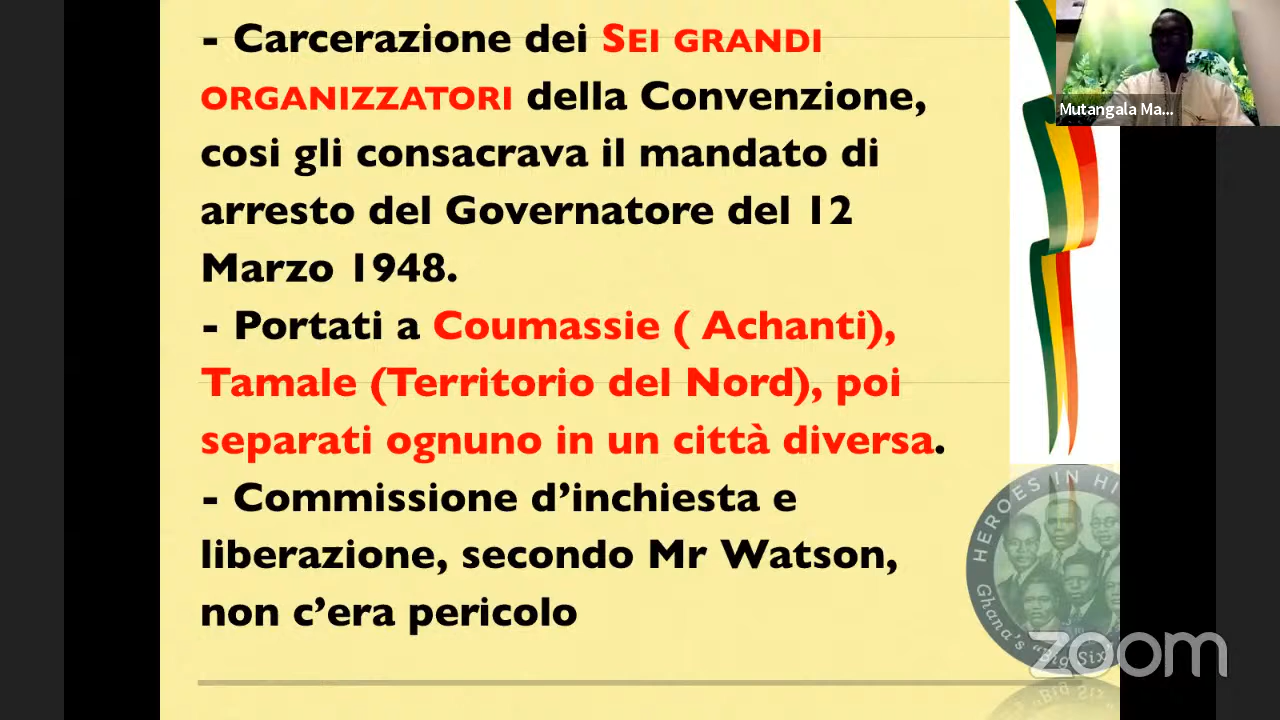 - Carcerazione dei SEI GRANDI
ORGANIZZATORI della Convenzione,
cosi gli consacrava il mandato di
arresto del Governatore del 12
Marzo 1948.
- Portati a Coumassie ( Achanti),
Tamale (Territorio del Nord), poi
separati ognuno in un città diversa.
- Commissione d’inchiesta e
liberazione, secondo Mr Watson,
non c’era pericolo
Mutangala Ma...
HEROES IN HI
Ghana's "Big Six
zoom